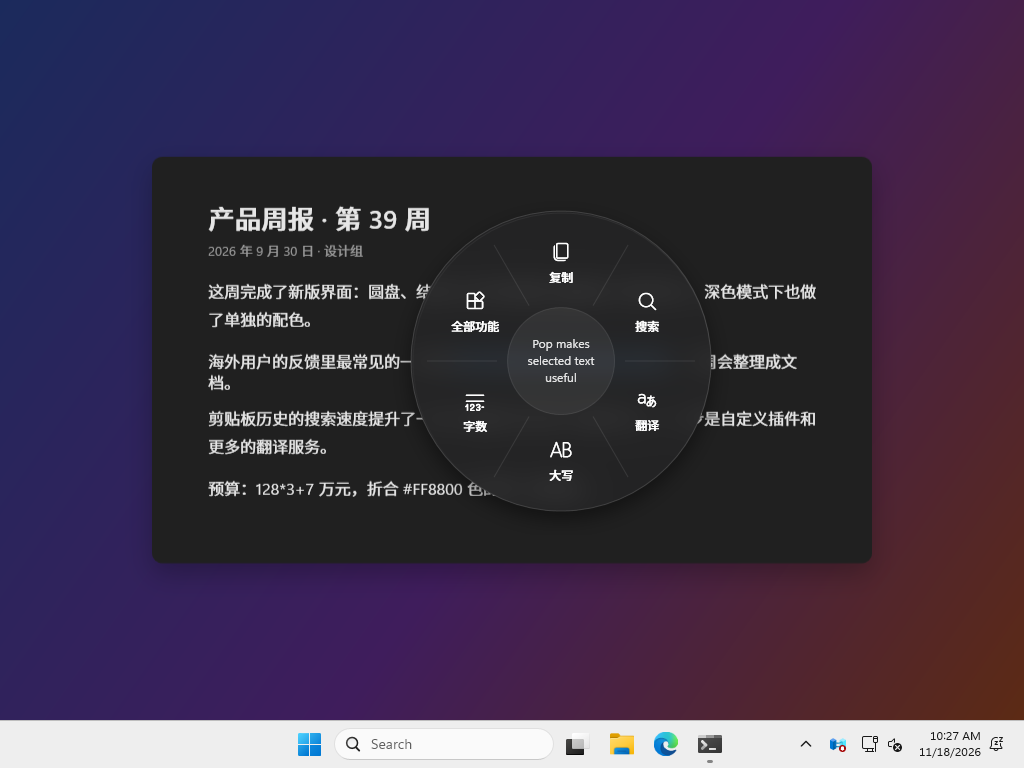 产品周报 · 第 39 周
2026 年 9 月 30 日 · 设计组
这周完成了新版界面：圆盘、结
深色模式下也做
了单独的配色。
海外用户的反馈里最常见的一
周会整理成文
档。
剪贴板历史的搜索速度提升了一
是自定义插件和
更多的翻译服务。
预算：128*3+7 万元，折合 #FF8800 色
复制
全部功能
搜索
Pop makes
selected text
useful
字数
翻译
大写
123-
aあ
AB
Search
10:27 AM
11/18/2026